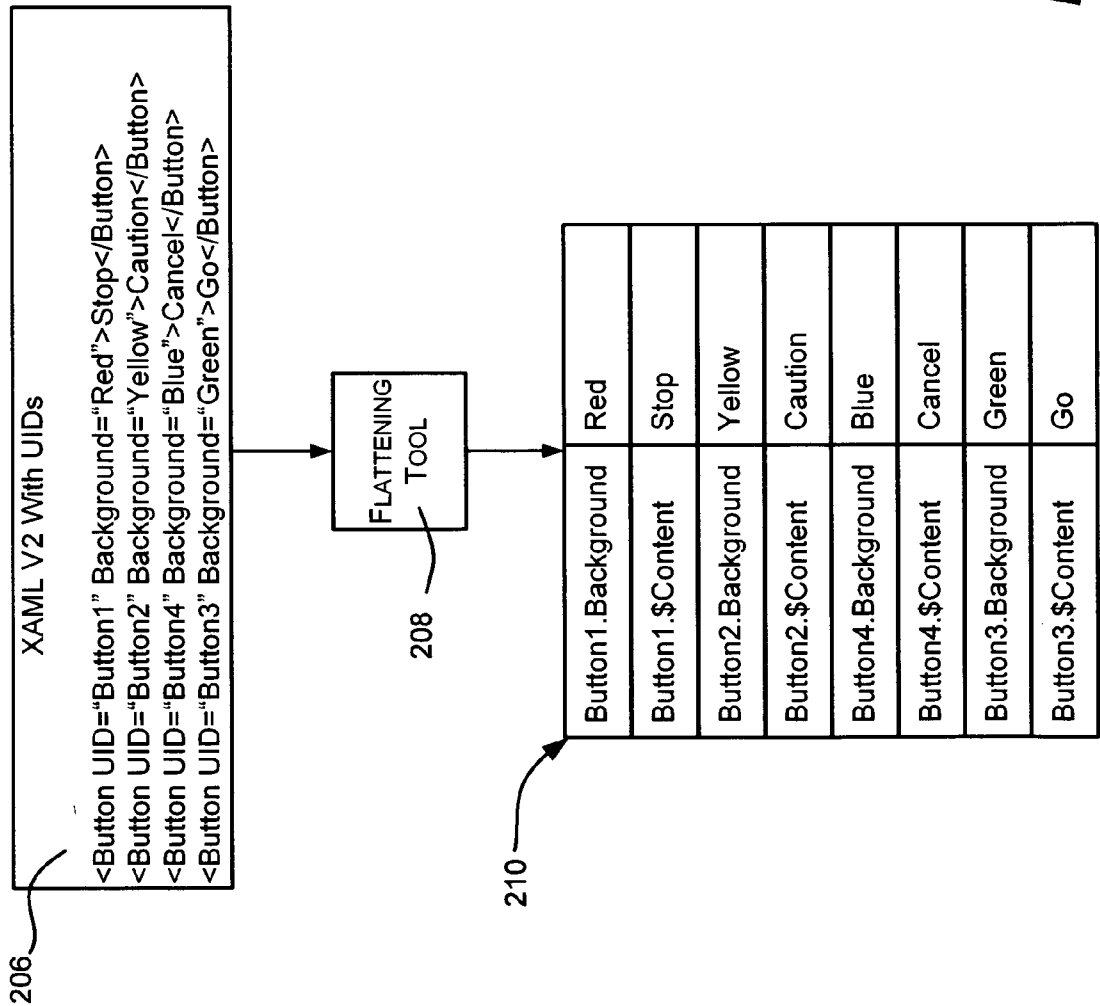 206
XAML V2 With UIDs
<Button UID=“Button1” Background=“Red”>Stop</Button>
<Button UID=“Button2” Background=“Yellow”>Caution</Button>
<Button UID=“Button4” Background=“Blue”>Cancel</Button>
<Button UID=“Button3” Background=“Green”>Go</Button>
FLATTENING
TOOL
208
210
Button1.Background Red
Button1.$Content Stop
Button2.Background Yellow
Button2.$Content Caution
Button4.Background Blue
Button4.$Content Cancel
Button3.Background Green
Button3.$Content Go